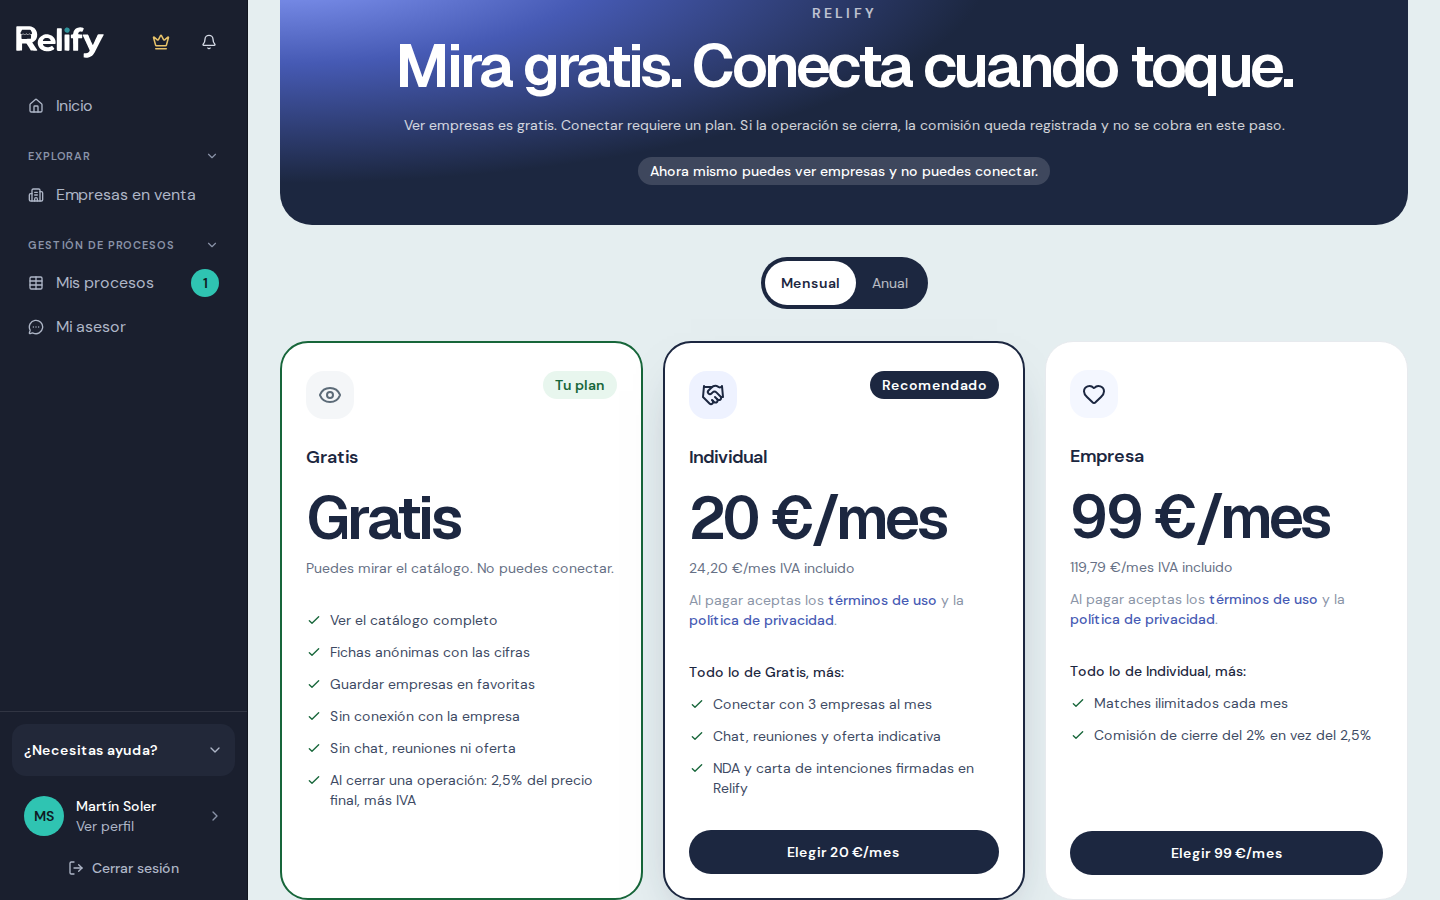 Relify
Inicio
EXPLORAR
Empresas en venta
GESTIÓN DE PROCESOS
Mis procesos
1
Mi asesor
¿Necesitas ayuda?
MS
Martín Soler
Ver perfil
Cerrar sesión
RELIFY
Mira gratis. Conecta cuando toque.
Ver empresas es gratis. Conectar requiere un plan. Si la operación se cierra, la comisión queda registrada y no se cobra en este paso.
Ahora mismo puedes ver empresas y no puedes conectar.
Mensual
Anual
Tu plan
Gratis
Gratis
Puedes mirar el catálogo. No puedes conectar.
Ver el catálogo completo
Fichas anónimas con las cifras
Guardar empresas en favoritas
Sin conexión con la empresa
Sin chat, reuniones ni oferta
Al cerrar una operación: 2,5% del precio
final, más IVA
Recomendado
Individual
20 €/mes
24,20 €/mes IVA incluido
Al pagar aceptas los términos de uso y la
política de privacidad.
Todo lo de Gratis, más:
Conectar con 3 empresas al mes
Chat, reuniones y oferta indicativa
NDA y carta de intenciones firmadas en
Relify
Elegir 20 €/mes
Empresa
99 €/mes
119,79 €/mes IVA incluido
Al pagar aceptas los términos de uso y la
política de privacidad.
Todo lo de Individual, más:
Matches ilimitados cada mes
Comisión de cierre del 2% en vez del 2,5%
Elegir 99 €/mes